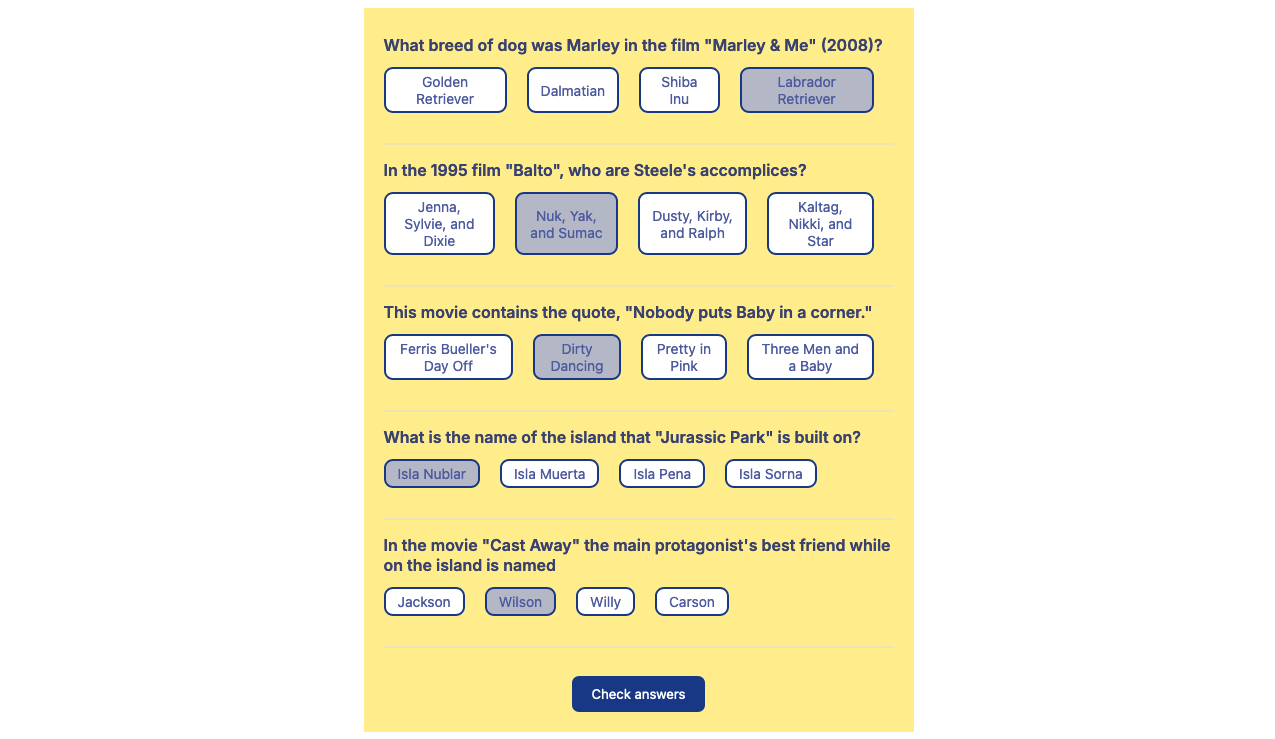 What breed of dog was Marley in the film "Marley & Me" (2008)?
Golden
Retriever
Dalmatian
Shiba
Inu
Labrador
Retriever
In the 1995 film "Balto", who are Steele's accomplices?
Jenna,
Sylvie, and
Dixie
Nuk, Yak,
and Sumac
Dusty, Kirby,
and Ralph
Kaltag,
Nikki, and
Star
This movie contains the quote, "Nobody puts Baby in a corner."
Ferris Bueller's
Day Off
Dirty
Dancing
Pretty in
Pink
Three Men and
a Baby
What is the name of the island that "Jurassic Park" is built on?
Isla Nublar
Isla Muerta
Isla Pena
Isla Sorna
In the movie "Cast Away" the main protagonist's best friend while
on the island is named
Jackson
Wilson
Willy
Carson
Check answers